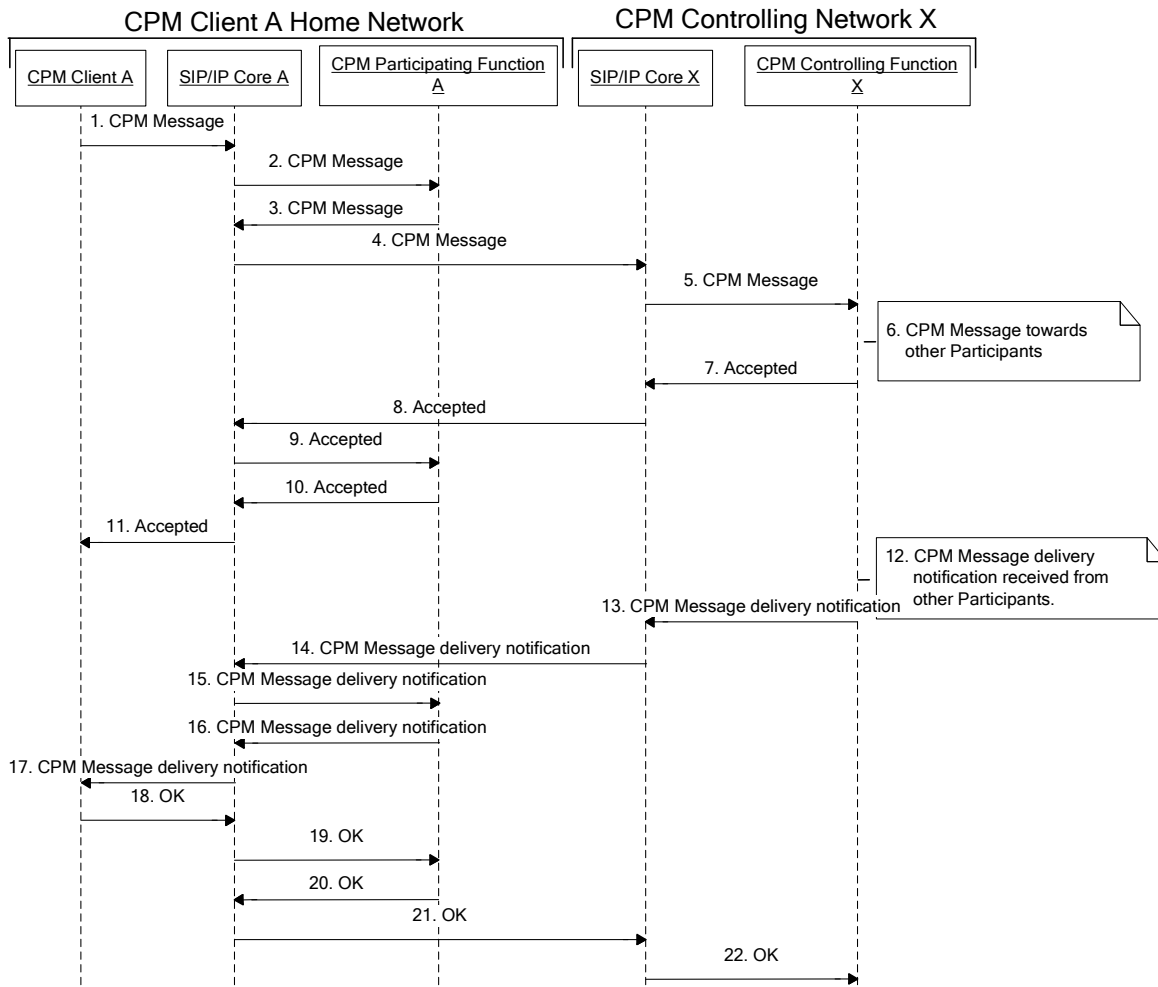 CPM Client A Home Network
CPM Controlling Network X
CPM Client A
SIP/IP Core A
CPM Participating Function
A
SIP/IP Core X
CPM Controlling Function
X
1. CPM Message
2. CPM Message
3. CPM Message
4. CPM Message
5. CPM Message
6. CPM Message towards
other Participants
7. Accepted
8. Accepted
9. Accepted
10. Accepted
11. Accepted
12. CPM Message delivery
notification received from
other Participants.
13. CPM Message delivery notification
14. CPM Message delivery notification
15. CPM Message delivery notification
16. CPM Message delivery notification
17. CPM Message delivery notification
18. OK
19. OK
20. OK
21. OK
22. OK